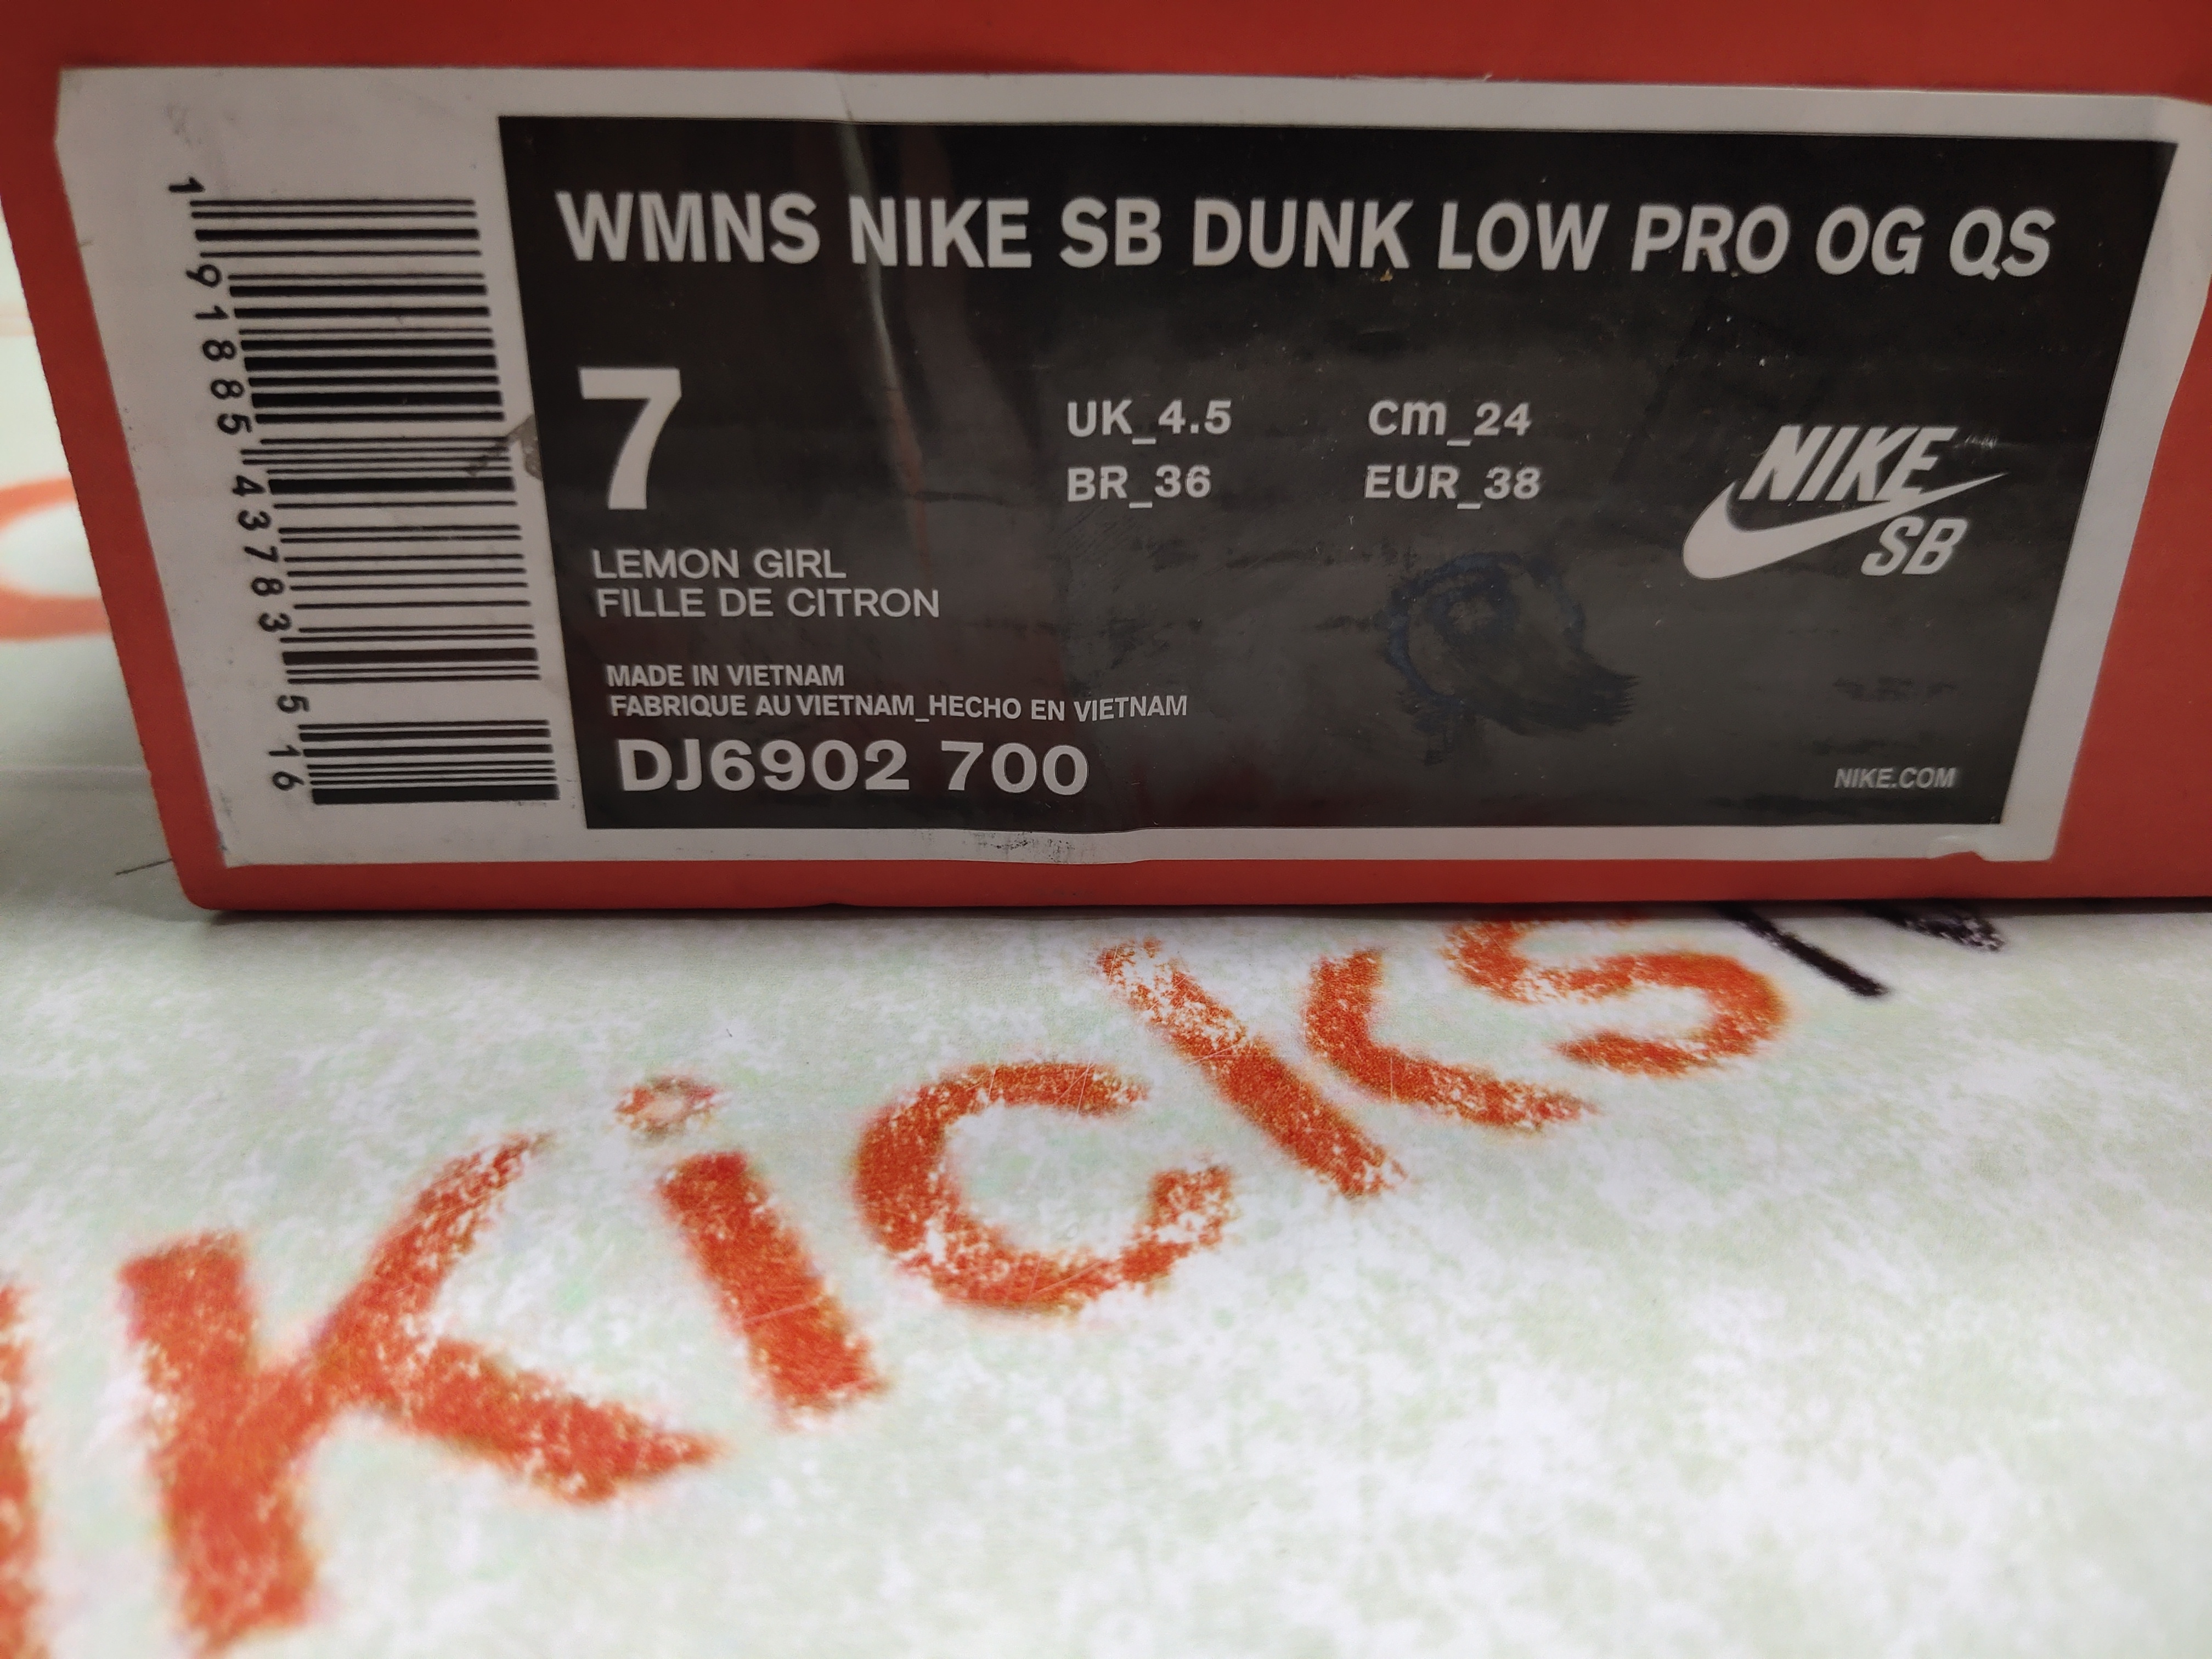 WMNS NIKE SB DUNK LOW PRO OG QS
7
UK_4.5 Cm_24
BR_36 EUR_38
NIKE
SB
LEMON GIRL
FILLE DE CITRON
MADE IN VIETNAM
FABRIQUE AU VIETNAM_HECHO EN VIETNAM
DJ6902 700
NIKE.COM
1 91885 43783 5 16
Kicks